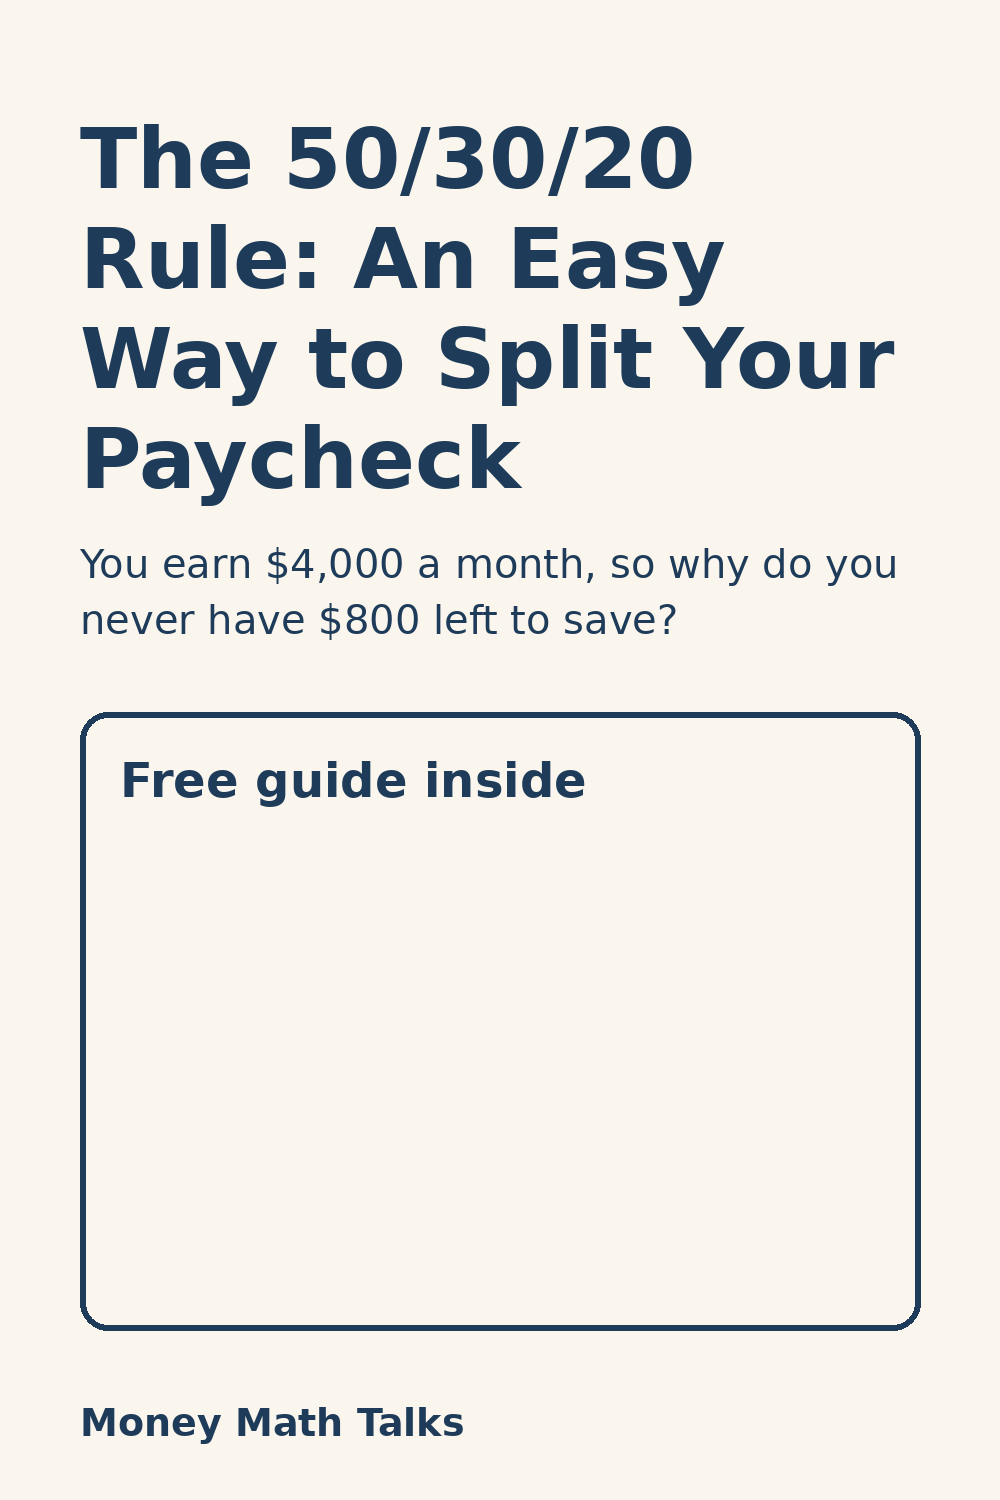 The 50/30/20
Rule: An Easy
Way to Split Your
Paycheck
You earn $4,000 a month, so why do you
never have $800 left to save?
Free guide inside
Money Math Talks